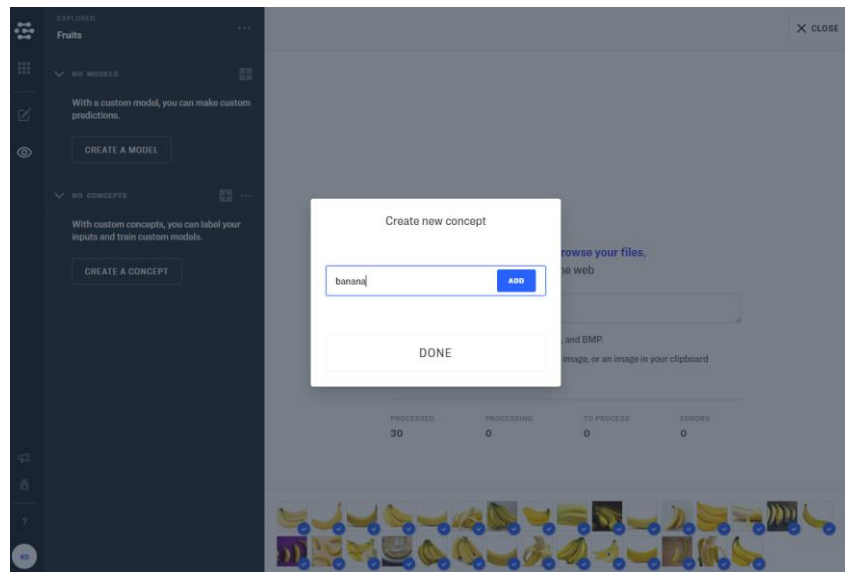 EXPLORER
Fruits
...
CLOSE
NO MODELS
With a custom model, you can make custom
predictions.
CREATE A MODEL
NO CONCEPTS
...
With custom concepts, you can label your
inputs and train custom models.
CREATE A CONCEPT
Create new concept
banana
ADD
DONE
rowse your files,
he web
, and BMP.
image, or an image in your clipboard
PROCESSED PROCESSING TO PROCESS ERRORS
30 0 0 0
?
KS